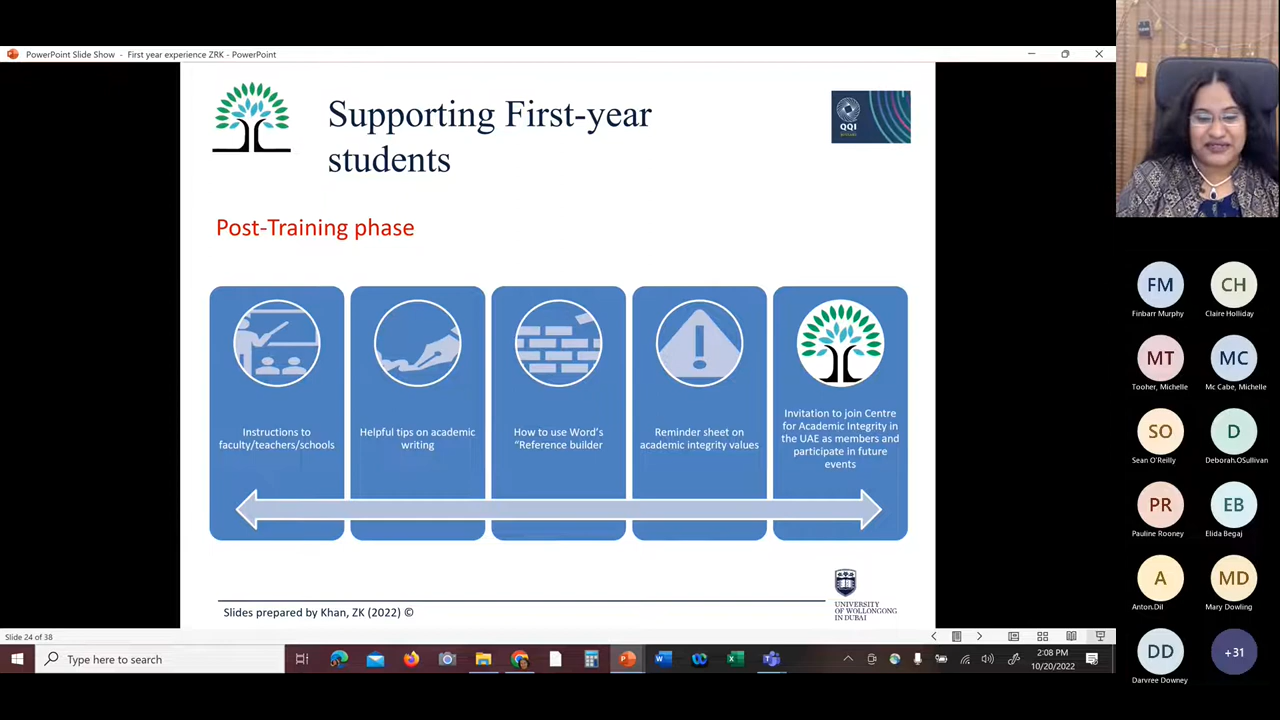 PowerPoint Slide Show - First year experience ZRK - PowerPoint
Supporting First-year
students
QQI
Post-Training phase
Instructions to
faculty/teachers/schools
Helpful tips on academic
writing
How to use Word's
"Reference builder
Reminder sheet on
academic integrity values
Invitation to join Centre
for Academic Integrity in
the UAE as members and
participate in future
events
Slides prepared by Khan, ZK (2022) ©
UNIVERSITY
OF WOLLONGONG
IN DUBAI
Slide 24 of 38
Type here to search
2:08 PM
10/20/2022
FM
Finbarr Murphy
CH
Claire Holliday
MT
Tooher, Michelle
MC
Mc Cabe, Michelle
SO
Sean O'Reilly
D
Deborah.OSullivan
PR
Pauline Rooney
EB
Elida Begaj
A
Anton.Dil
MD
Mary Dowling
DD
Darvree Downey
+31